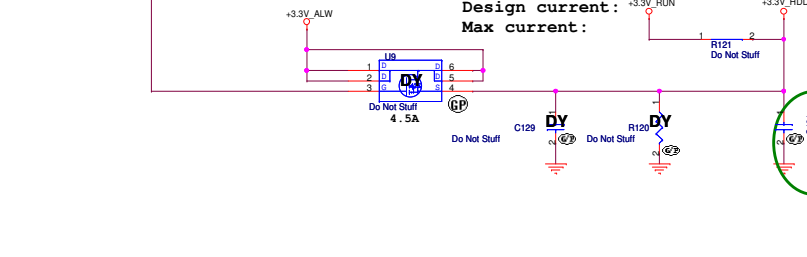 Design current:
Max current:
+3.3V_ALW
+3.3V_RUN
+3.3V_HDD
1
2
R121
Do Not Stuff
U9
1
2
3
D
D
G
D
D
S
6
5
4
DY
Do Not Stuff
4.5A
GP
C129
DY
1
2
Do Not Stuff
R120
DY
1
2
Do Not Stuff
1
2